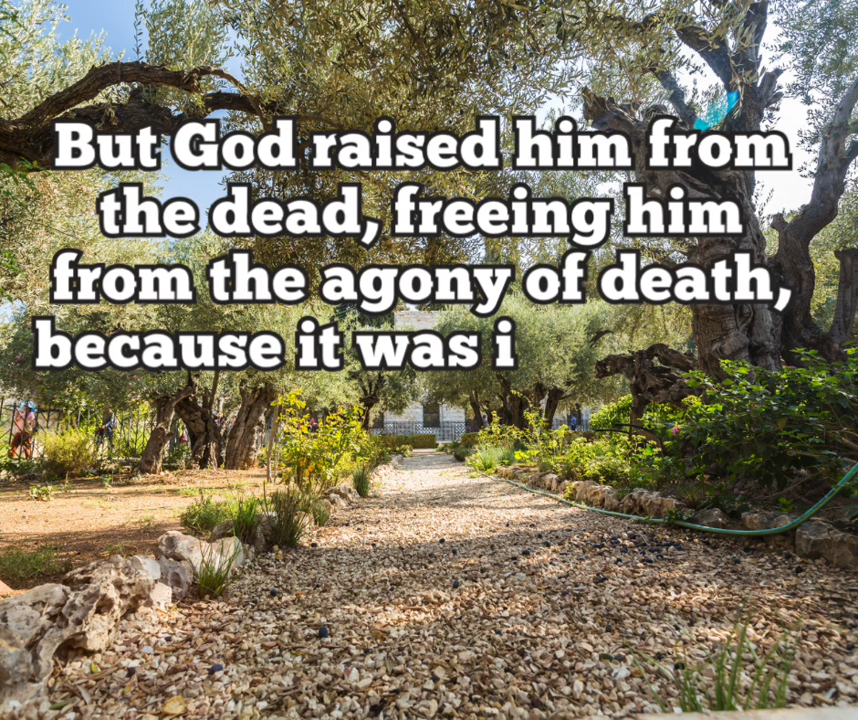 But God raised him from
the dead, freeing him
from the agony of death,
because it was i